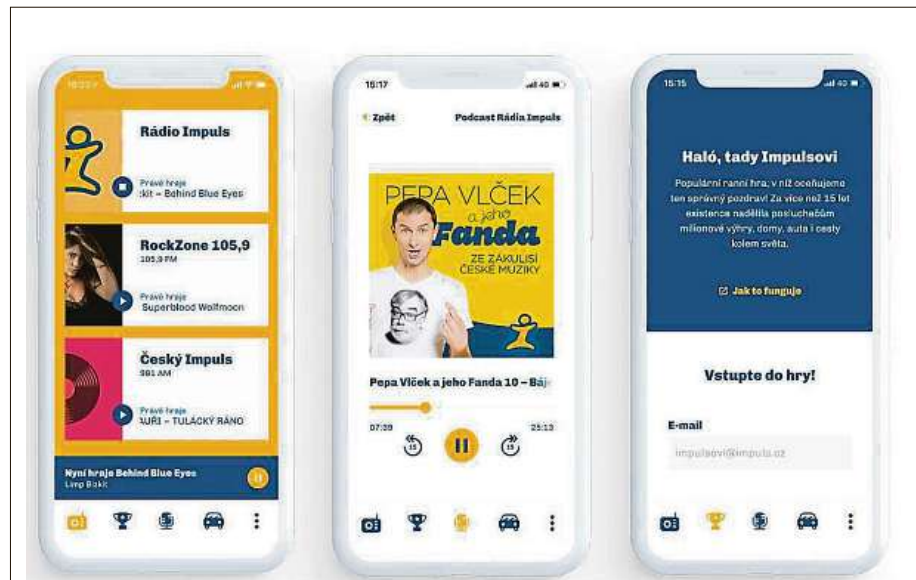 Rádio Impuls
Právě hraje
:kit – Behind Blue Eyes
RockZone 105,9
105,9 FM
Právě hraje
Superblood Wolfmoon
Český Impuls
981 AM
Právě hraje
AUŘI – TULÁCKÝ RÁNO
Nyní hraje Behind Blue Eyes
Limp Bizkit
15:17
4G
Zpět
Podcast Rádia Impuls
PEPA VLČEK
a jeho
Fanda
ZE ZÁKULISÍ
ČESKÉ MUZIKY
Pepa Vlček a jeho Fanda 10 – Báj
07:39
25:13
15
15
15:15
4G
Haló, tady Impulsovi
Populární ranní hra, v níž oceňujeme
ten správný pozdrav! Za více než 15 let
existence nadělila posluchačům
milionové výhry, domy, auta i cesty
kolem světa.
Jak to funguje
Vstupte do hry!
E-mail
impulsovi@impuls.cz